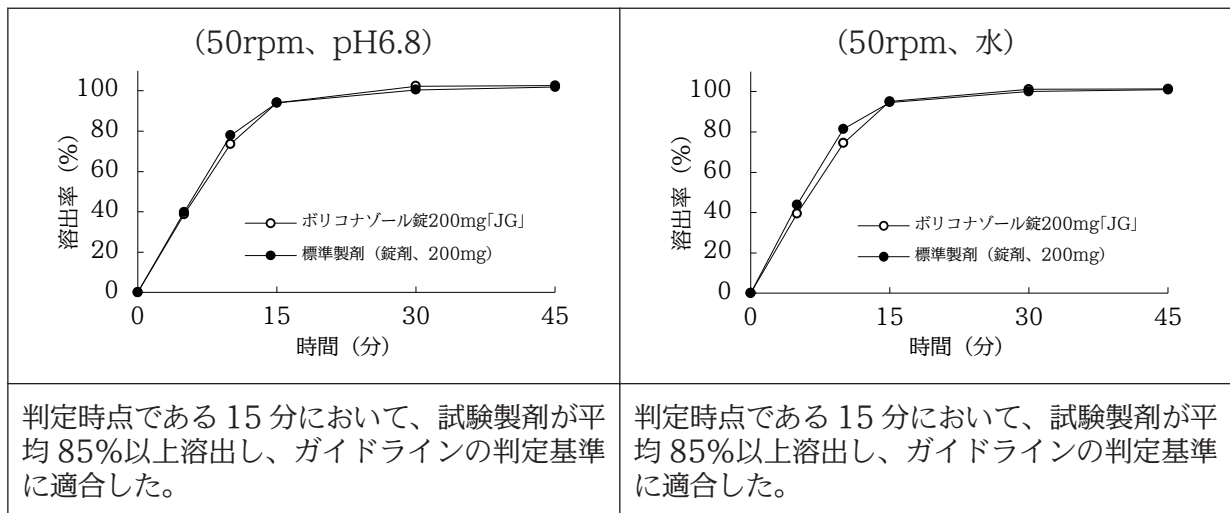 (50rpm、pH6.8)
溶出率 (%)
100
80
60
40
20
0
ボリコナゾール錠200mg「JG」
標準製剤 (錠剤、200mg)
0 15 30 45
時間 (分)
判定時点である 15 分において、試験製剤が平
均 85%以上溶出し、ガイドラインの判定基準
に適合した。
(50rpm、水)
溶出率 (%)
100
80
60
40
20
0
ボリコナゾール錠200mg「JG」
標準製剤 (錠剤、200mg)
0 15 30 45
時間 (分)
判定時点である 15 分において、試験製剤が平
均 85%以上溶出し、ガイドラインの判定基準
に適合した。